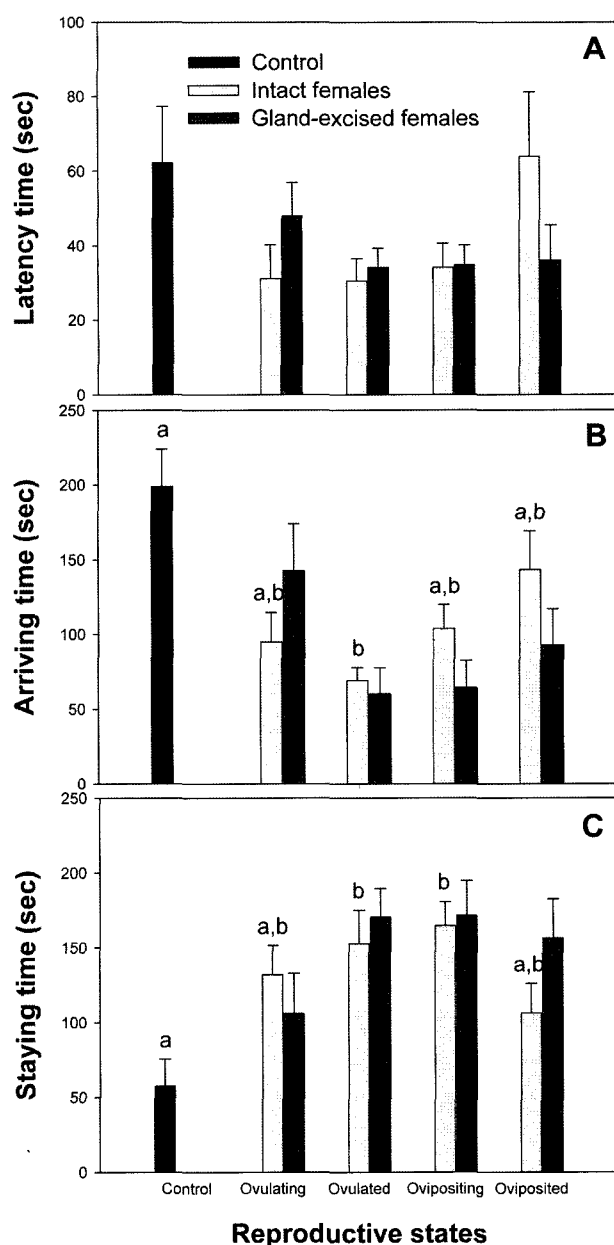 100
A
Control
Intact females
Gland-excised females
80
60
40
20
0
Latency time (sec)
250
B
a
200
150
a,b
a,b
a,b
b
100
50
0
Arriving time (sec)
250
C
200
b
b
a,b
150
a,b
100
a
50
0
Staying time (sec)
Control Ovulating Ovulated Ovipositing Oviposited
Reproductive states